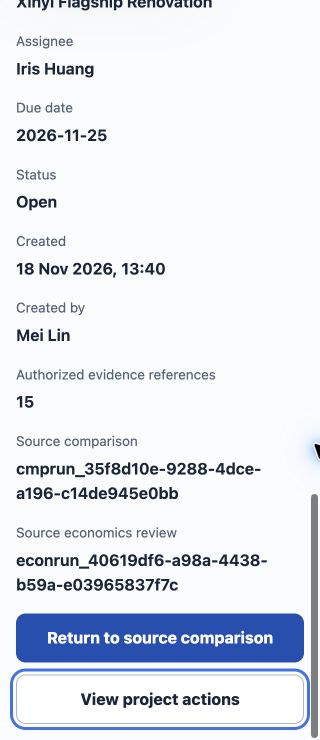 Xinyi Flagship Renovation
Assignee
Iris Huang
Due date
2026-11-25
Status
Open
Created
18 Nov 2026, 13:40
Created by
Mei Lin
Authorized evidence references
15
Source comparison
cmprun_35f8d10e-9288-4dce-
a196-c14de945e0bb
Source economics review
econrun_40619df6-a98a-4438-
b59a-e03965837f7c
Return to source comparison
View project actions